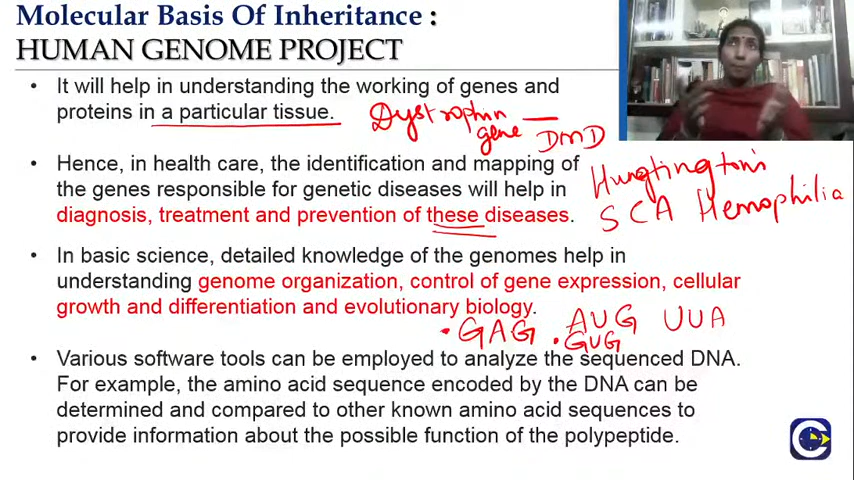 Molecular Basis Of Inheritance :
HUMAN GENOME PROJECT
• It will help in understanding the working of genes and
proteins in a particular tissue.
Dystrophin
gene
DMD
• Hence, in health care, the identification and mapping of
the genes responsible for genetic diseases will help in
diagnosis, treatment and prevention of these diseases.
Hungtington's
SCA Hemophilia
• In basic science, detailed knowledge of the genomes help in
understanding genome organization, control of gene expression, cellular
growth and differentiation and evolutionary biology.
• GAG AUG UUA
• GUG
• Various software tools can be employed to analyze the sequenced DNA.
For example, the amino acid sequence encoded by the DNA can be
determined and compared to other known amino acid sequences to
provide information about the possible function of the polypeptide.